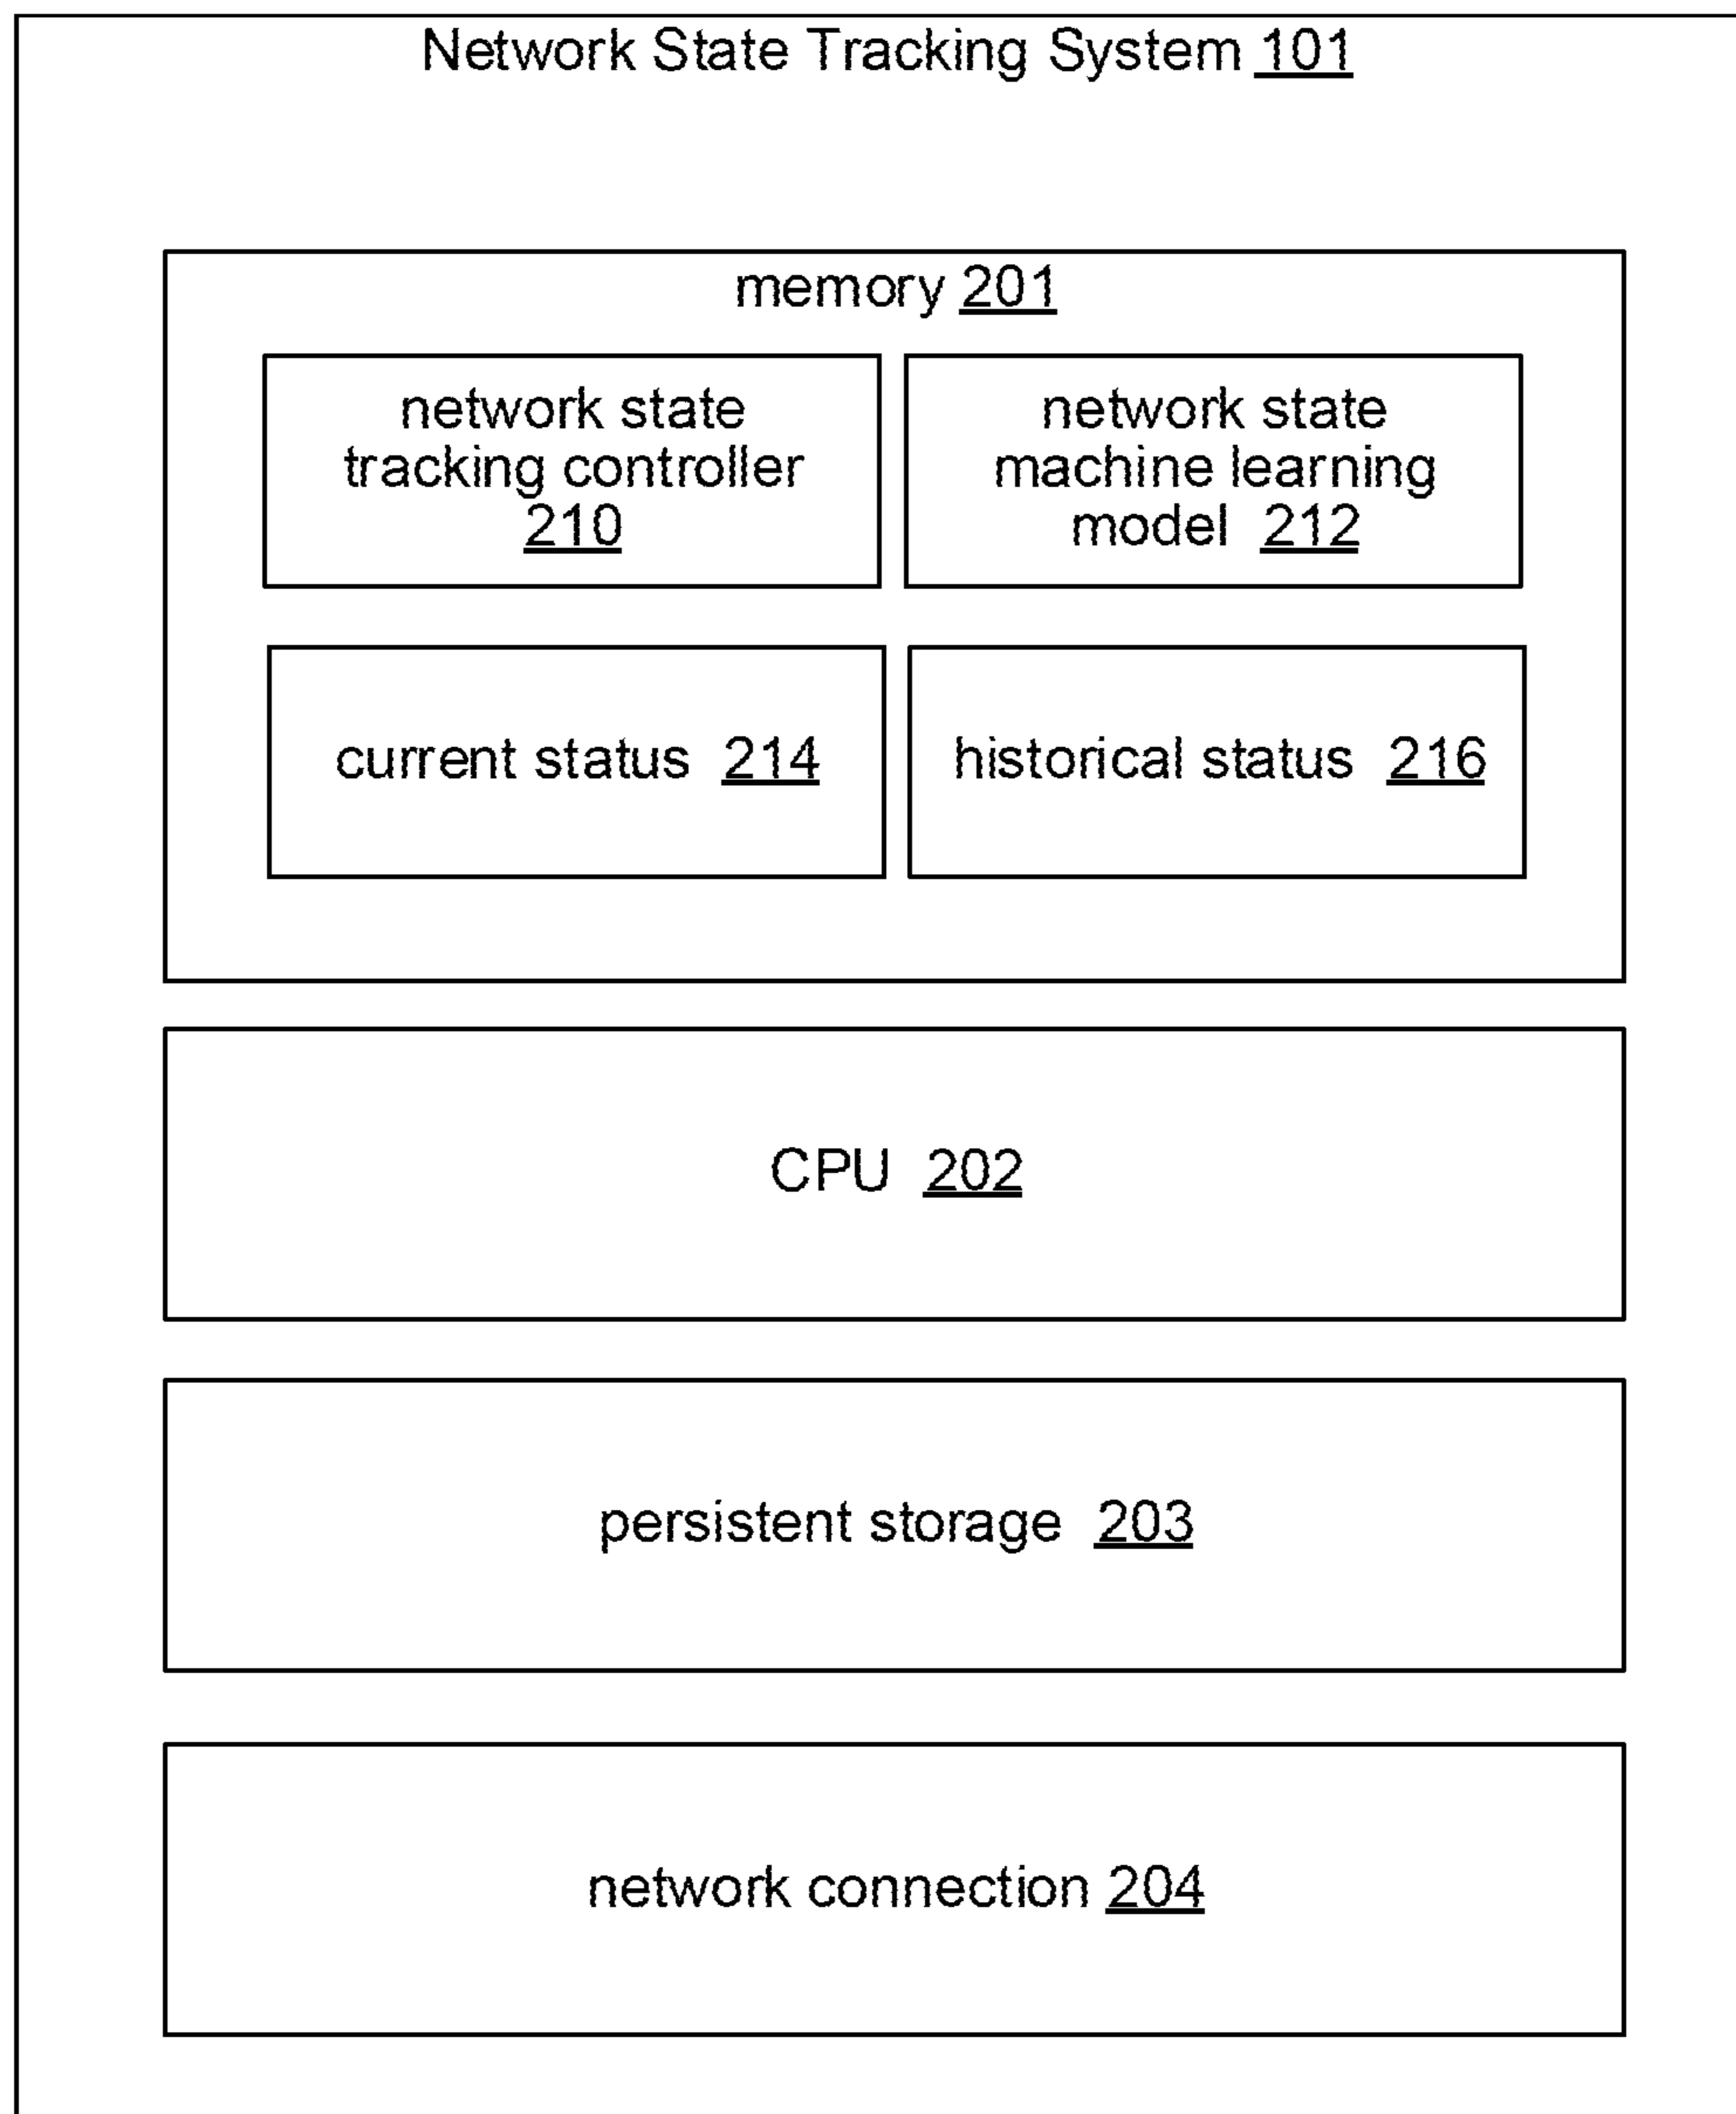 Network State Tracking System 101
memory 201
network state
tracking controller
210
network state
machine learning
model 212
current status 214
historical status 216
CPU 202
persistent storage 203
network connection 204